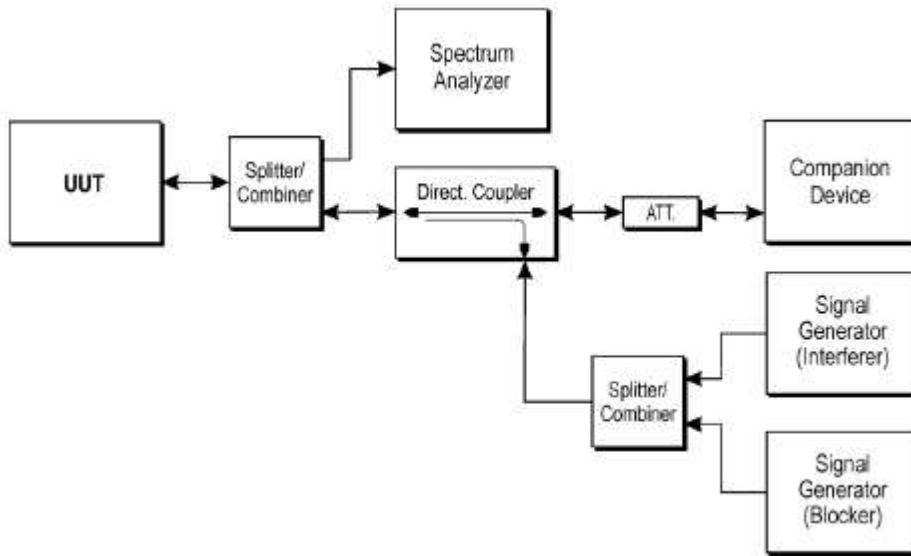 Spectrum
Analyzer
UUT
Splitter/
Combiner
Direct. Coupler
ATT.
Companion
Device
Signal
Generator
(Interferer)
Splitter/
Combiner
Signal
Generator
(Blocker)